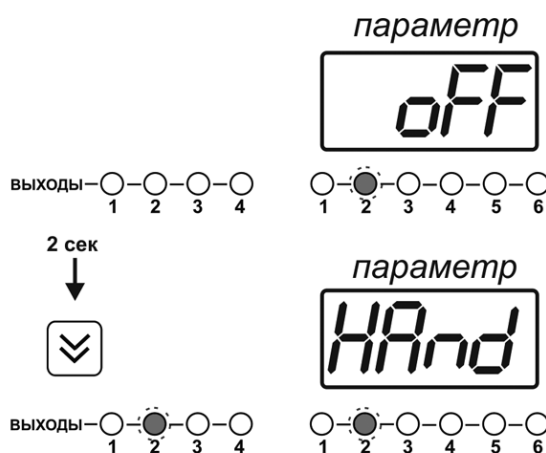 параметр
oFF
ВЫХОДЫ
1 2 3 4
1 2 3 4 5 6
2 сек
параметр
HAnd
ВЫХОДЫ
1 2 3 4
1 2 3 4 5 6